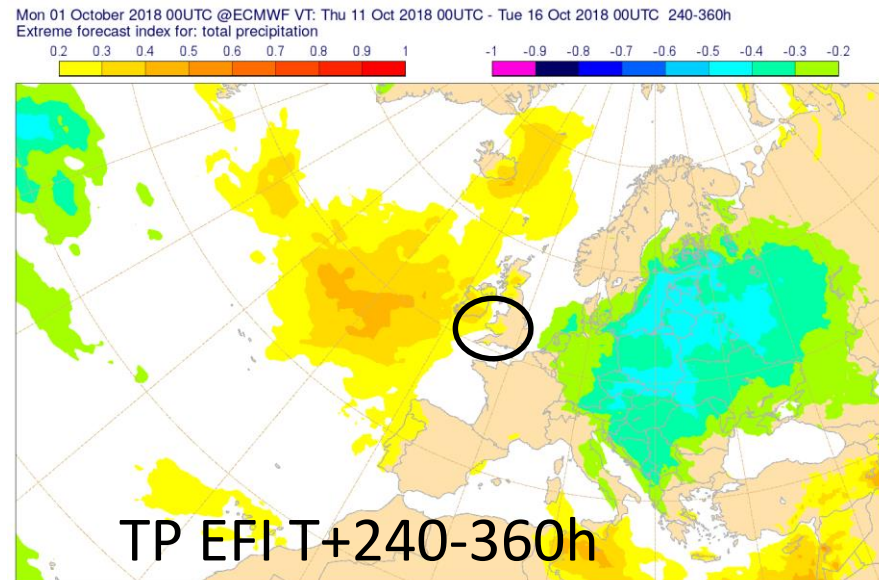 Mon 01 October 2018 00UTC @ECMWF VT: Thu 11 Oct 2018 00UTC - Tue 16 Oct 2018 00UTC 240-360h
Extreme forecast index for: total precipitation
0.2 0.3 0.4 0.5 0.6 0.7 0.8 0.9 1 -1 -0.9 -0.8 -0.7 -0.6 -0.5 -0.4 -0.3 -0.2
TP EFI T+240-360h